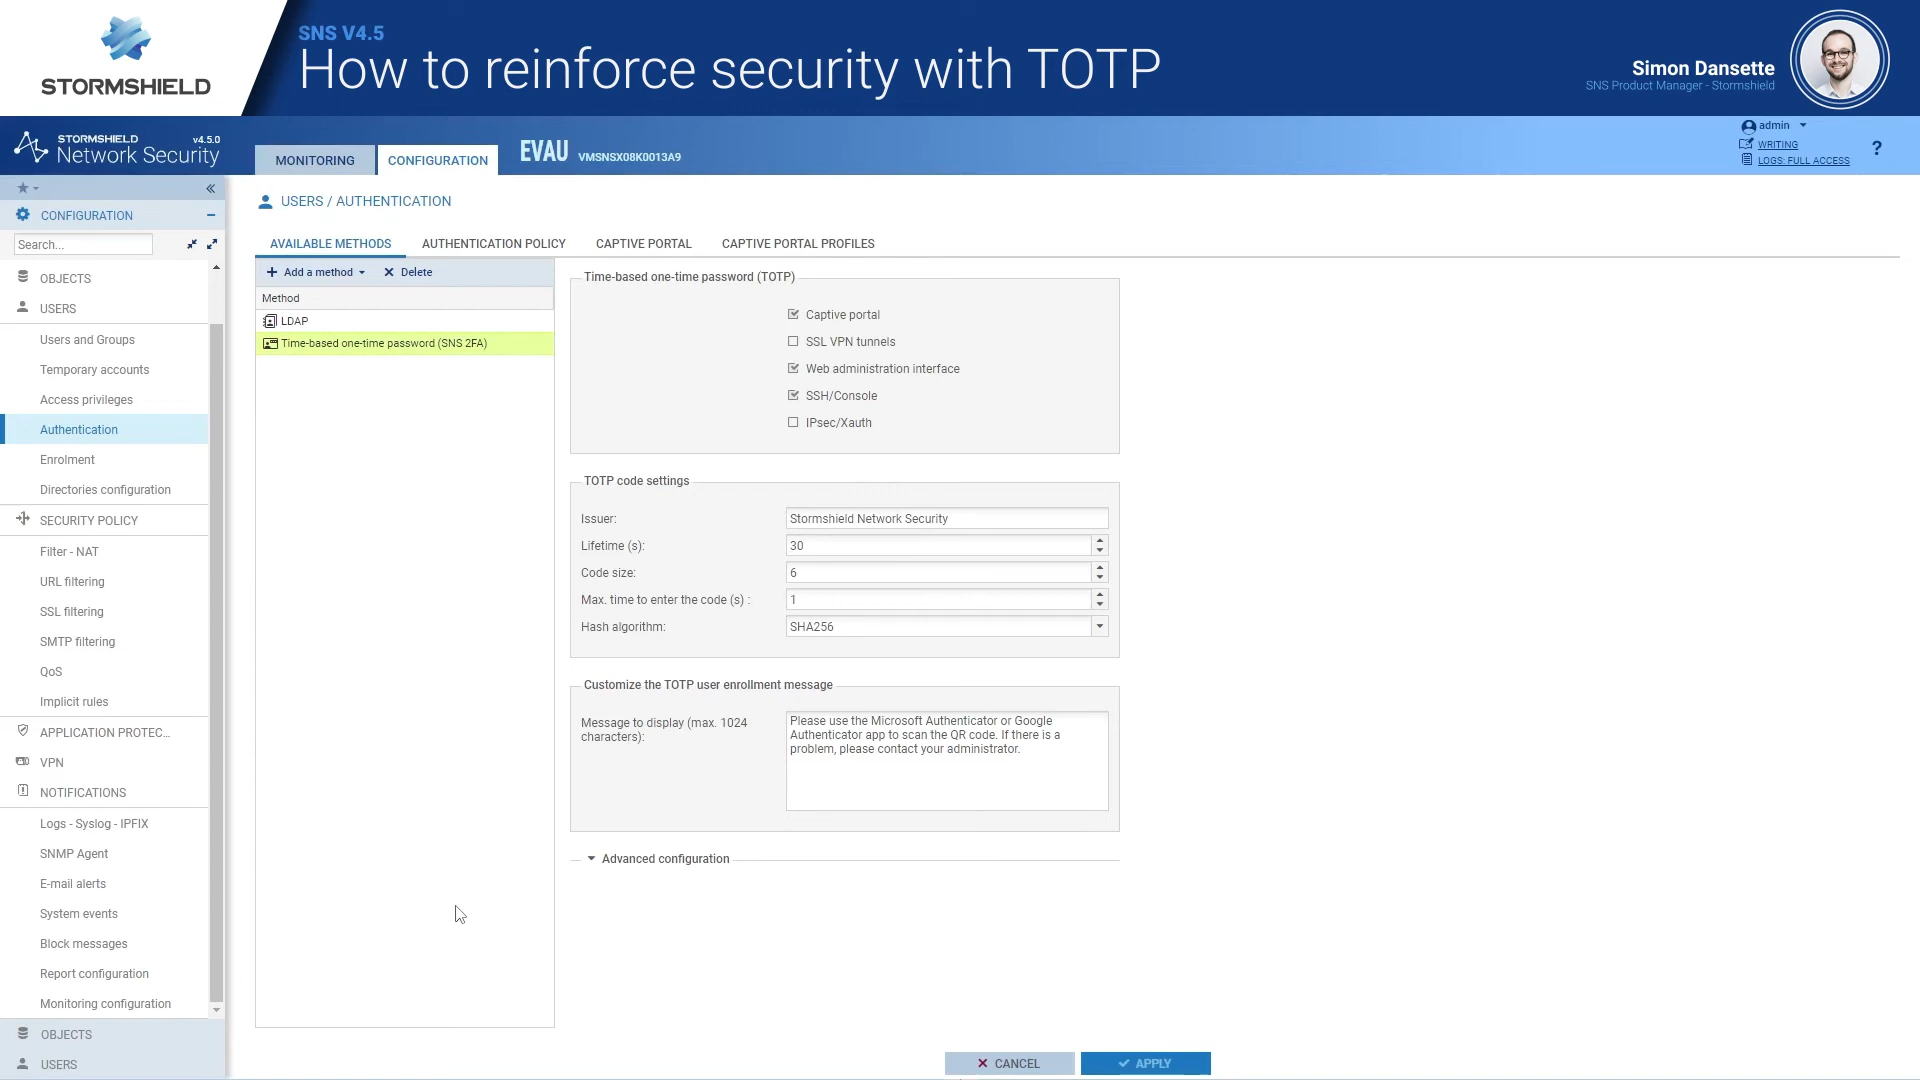 SNS V4.5
How to reinforce security with TOTP
STORMSHIELD
Simon Dansette
SNS Product Manager - Stormshield
STORMSHIELD v4.5.0
Network Security
MONITORING
CONFIGURATION
EVAU VMSNSX08K0013A9
admin
WRITING
LOGS: FULL ACCESS
?
CONFIGURATION
Search...
OBJECTS
USERS
Users and Groups
Temporary accounts
Access privileges
Authentication
Enrolment
Directories configuration
SECURITY POLICY
Filter - NAT
URL filtering
SSL filtering
SMTP filtering
QoS
Implicit rules
APPLICATION PROTEC...
VPN
NOTIFICATIONS
Logs - Syslog - IPFIX
SNMP Agent
E-mail alerts
System events
Block messages
Report configuration
Monitoring configuration
OBJECTS
USERS
USERS / AUTHENTICATION
AVAILABLE METHODS
AUTHENTICATION POLICY
CAPTIVE PORTAL
CAPTIVE PORTAL PROFILES
Add a method
Delete
Method
LDAP
Time-based one-time password (SNS 2FA)
Time-based one-time password (TOTP)
Captive portal
SSL VPN tunnels
Web administration interface
SSH/Console
IPsec/Xauth
TOTP code settings
Issuer: Stormshield Network Security
Lifetime (s): 30
Code size: 6
Max. time to enter the code (s) : 1
Hash algorithm: SHA256
Customize the TOTP user enrollment message
Message to display (max. 1024
characters):
Please use the Microsoft Authenticator or Google
Authenticator app to scan the QR code. If there is a
problem, please contact your administrator.
Advanced configuration
CANCEL
APPLY